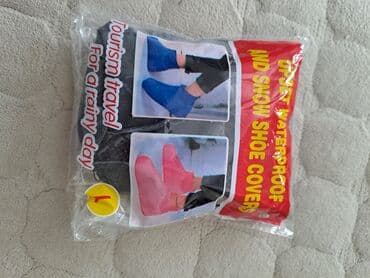 WATERPROOF
AND SNOW SHOE COVERS
Tourism travel
For a rainy day
L